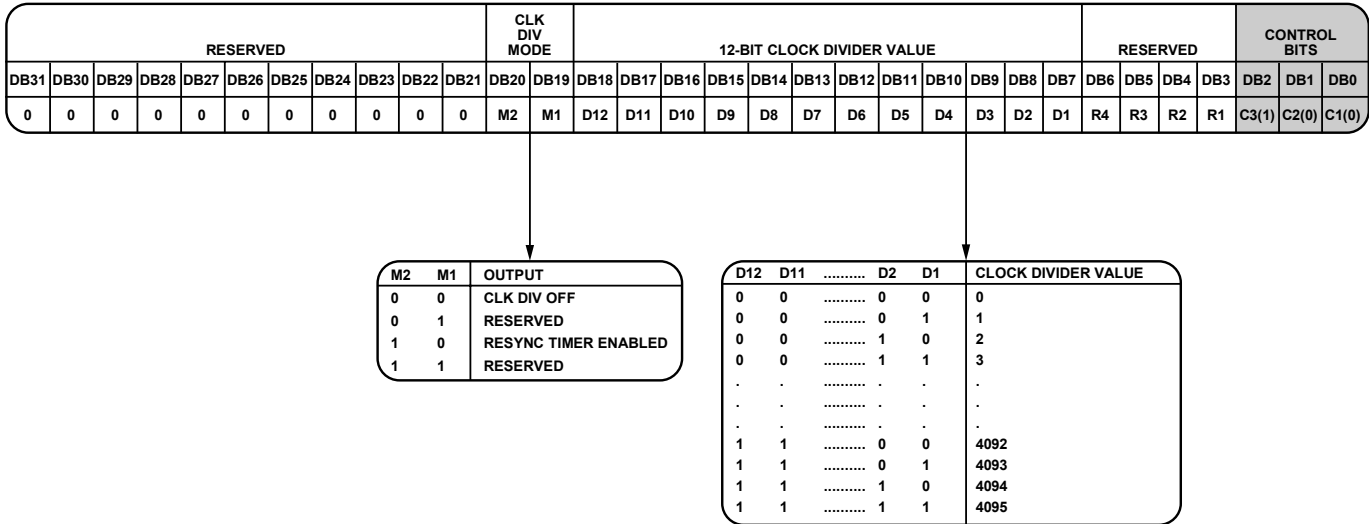 RESERVED
CLK
DIV
MODE
12-BIT CLOCK DIVIDER VALUE
RESERVED
CONTROL
BITS
DB31 DB30 DB29 DB28 DB27 DB26 DB25 DB24 DB23 DB22 DB21 DB20 DB19 DB18 DB17 DB16 DB15 DB14 DB13 DB12 DB11 DB10 DB9 DB8 DB7 DB6 DB5 DB4 DB3 DB2 DB1 DB0
0 0 0 0 0 0 0 0 0 0 0 M2 M1 D12 D11 D10 D9 D8 D7 D6 D5 D4 D3 D2 D1 R4 R3 R2 R1 C3(1) C2(0) C1(0)
M2 M1 OUTPUT
0 0 CLK DIV OFF
0 1 RESERVED
1 0 RESYNC TIMER ENABLED
1 1 RESERVED
D12 D11 .......... D2 D1 CLOCK DIVIDER VALUE
0 0 .......... 0 0 0
0 0 .......... 0 1 1
0 0 .......... 1 0 2
0 0 .......... 1 1 3
. . .......... . . .
. . .......... . . .
. . .......... . . .
1 1 .......... 0 0 4092
1 1 .......... 0 1 4093
1 1 .......... 1 0 4094
1 1 .......... 1 1 4095